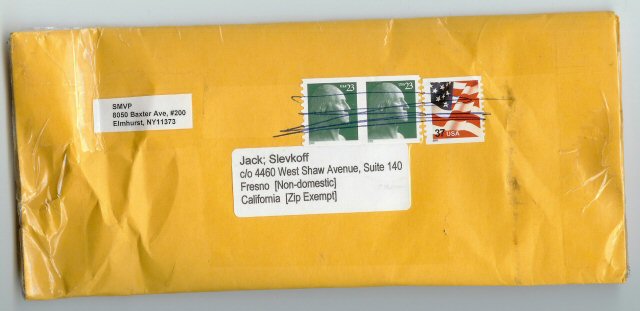 SMVP
8050 Baxter Ave, #200
Elmhurst, NY11373
USA 23
USA 23
37 USA
Jack; Slevkoff
c/o 4460 West Shaw Avenue, Suite 140
Fresno [Non-domestic]
California [Zip Exempt]